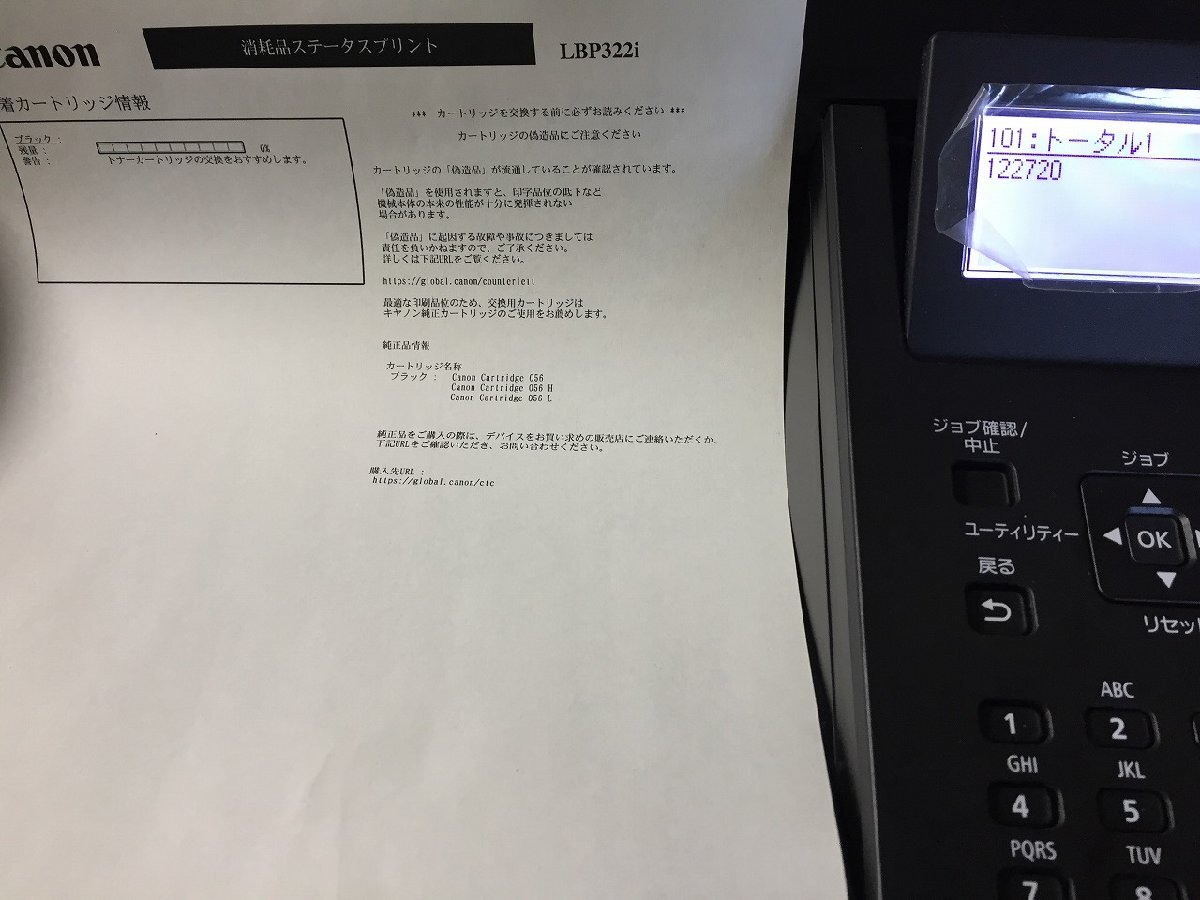 canon
消耗品ステータスプリント
LBP322i
着カートリッジ情報
ブラック :
残量 : 0%
警告 : トナーカートリッジの交換をおすすめします。
*** カートリッジを交換する前に必ずお読みください ***
カートリッジの偽造品にご注意ください
カートリッジの「偽造品」が流通していることが確認されています。
「偽造品」を使用されますと、印字品位の低下など
機械本体の本来の性能が十分に発揮されない
場合があります。
「偽造品」に起因する故障や事故につきましては
責任を負いかねますので、ご了承ください。
詳しくは下記URLをご覧ください。
https://global.canon/counterfeit
最適な印刷品位のため、交換用カートリッジは
キヤノン純正カートリッジのご使用をお薦めします。
純正品情報
カートリッジ名称
ブラック : Canon Cartridge 056
Canon Cartridge 056 H
Canon Cartridge 056 L
純正品をご購入の際は、デバイスをお買い求めの販売店にご連絡いただくか、
下記URLをご確認いただき、お問い合わせください。
購入先URL :
https://global.canon/ctc
101:トータル1
122720
ジョブ確認/
中止
ジョブ
ユーティリティー
OK
戻る
リセット
ABC
1
2
GHI
JKL
4
5
PQRS
TUV
7
8